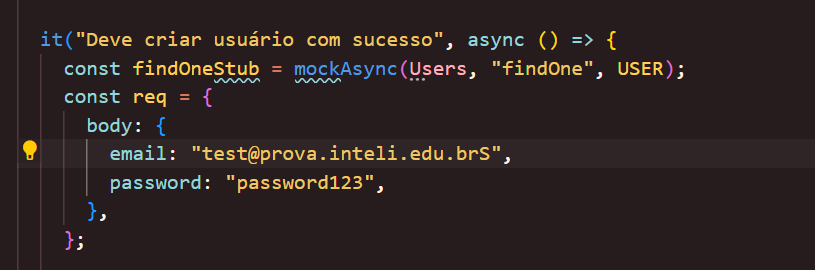 it("Deve criar usuário com sucesso", async () => {
const findOneStub = mockAsync(Users, "findOne", USER);
const req = {
body: {
email: "test@prova.inteli.edu.brS",
password: "password123",
},
};